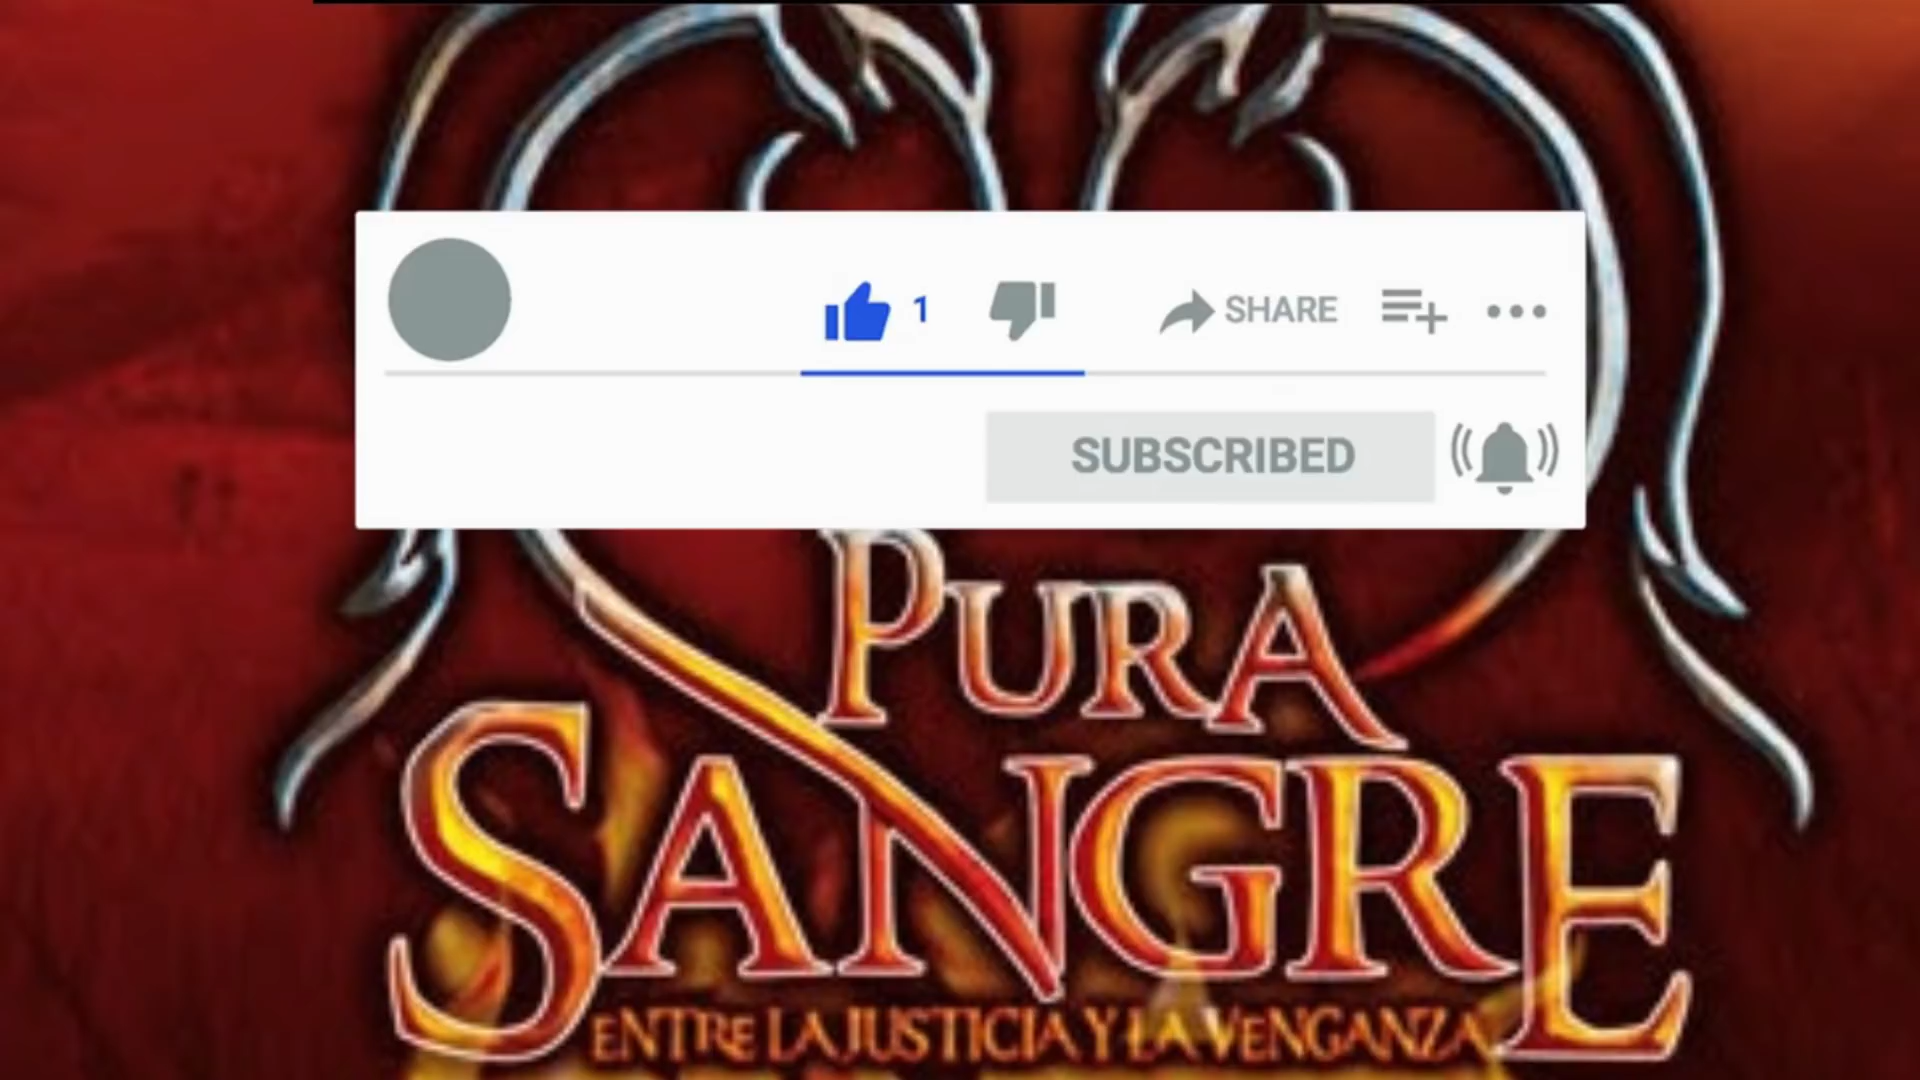 1 SHARE
SUBSCRIBED
PURA
SANGRE
ENTRE LA JUSTICIA Y LA VENGANZA